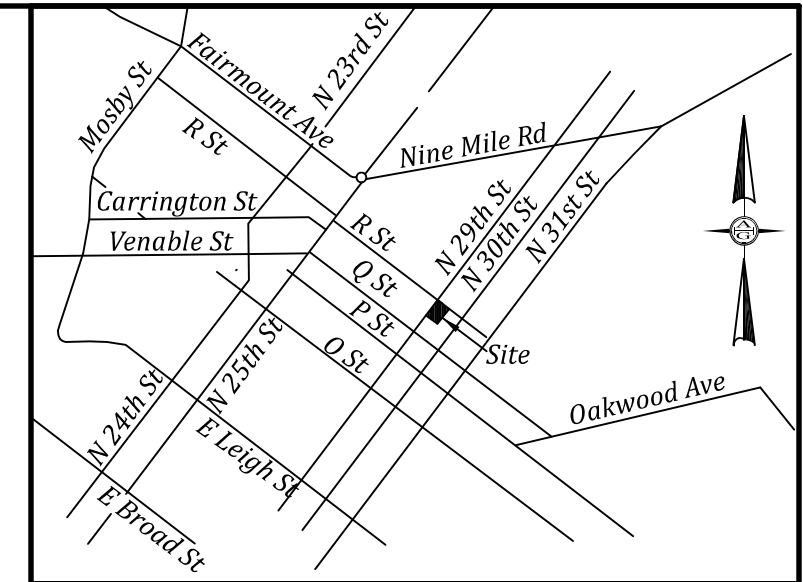 Fairmount Ave
N 23rd St
Mosby St
R St
Nine Mile Rd
Carrington St
Venable St
R St
N 29th St
N 30th St
N 31st St
Q St
P St
O St
Site
N 25th St
N 24th St
Oakwood Ave
E Leigh St
E Broad St